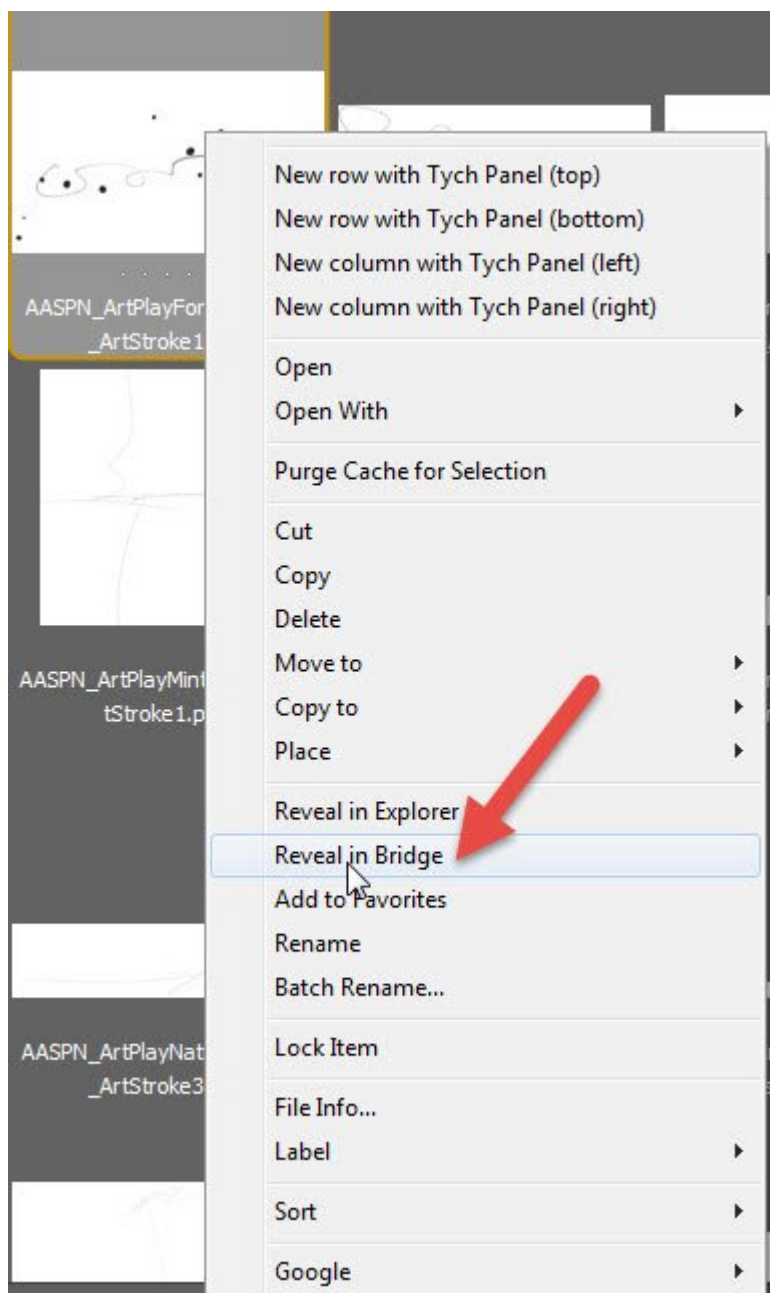 AASPN_ArtPlayFor
_ArtStroke1
AASPN_ArtPlayMint
tStroke1.p
AASPN_ArtPlayNat
_ArtStroke3
New row with Tych Panel (top)
New row with Tych Panel (bottom)
New column with Tych Panel (left)
New column with Tych Panel (right)
Open
Open With
Purge Cache for Selection
Cut
Copy
Delete
Move to
Copy to
Place
Reveal in Explorer
Reveal in Bridge
Add to Favorites
Rename
Batch Rename...
Lock Item
File Info...
Label
Sort
Google